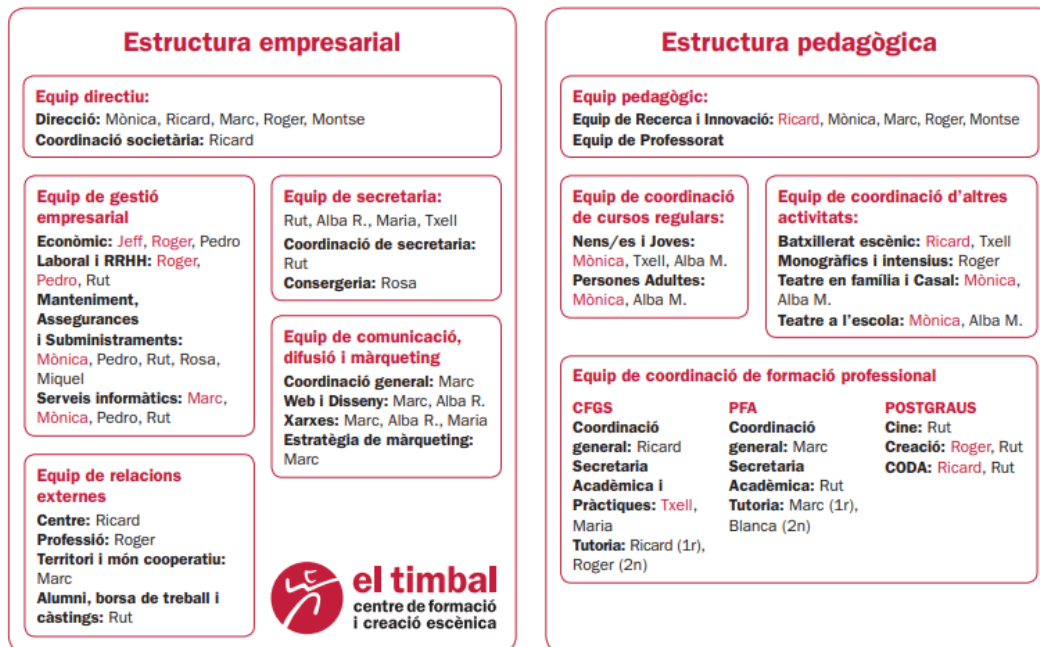 Estructura empresarial
Equip directiu:
Direcció: Mònica, Ricard, Marc, Roger, Montse
Coordinació societària: Ricard
Equip de gestió
empresarial
Econòmic: Jeff, Roger, Pedro
Laboral i RRHH: Roger,
Pedro, Rut
Manteniment,
Assegurances
i Subministraments:
Mònica, Pedro, Rut, Rosa,
Miquel
Serveis informàtics: Marc,
Mònica, Pedro, Rut
Equip de relacions
externes
Centre: Ricard
Professió: Roger
Territori i món cooperatiu:
Marc
Alumni, borsa de treball i
càstings: Rut
Equip de secretaria:
Rut, Alba R., Maria, Txell
Coordinació de secretaria:
Rut
Consergeria: Rosa
Equip de comunicació,
difusió i màrqueting
Coordinació general: Marc
Web i Disseny: Marc, Alba R.
Xarxes: Marc, Alba R., Maria
Estratègia de màrqueting:
Marc
el timbal
centre de formació
i creació escènica
Estructura pedagògica
Equip pedagògic:
Equip de Recerca i Innovació: Ricard, Mònica, Marc, Roger, Montse
Equip de Professorat
Equip de coordinació
de cursos regulars:
Nens/es i Joves:
Mònica, Txell, Alba M.
Persones Adultes:
Mònica, Alba M.
Equip de coordinació d'altres
activitats:
Batxillerat escènic: Ricard, Txell
Monogràfics i intensius: Roger
Teatre en família i Casal: Mònica,
Alba M.
Teatre a l'escola: Mònica, Alba M.
Equip de coordinació de formació professional
CFGS
Coordinació
general: Ricard
Secretaria
Acadèmica i
Pràctiques: Txell,
Maria
Tutoria: Ricard (1r),
Roger (2n)
PFA
Coordinació
general: Marc
Secretaria
Acadèmica: Rut
Tutoria: Marc (1r),
Blanca (2n)
POSTGRAUS
Cine: Rut
Creació: Roger, Rut
CODA: Ricard, Rut